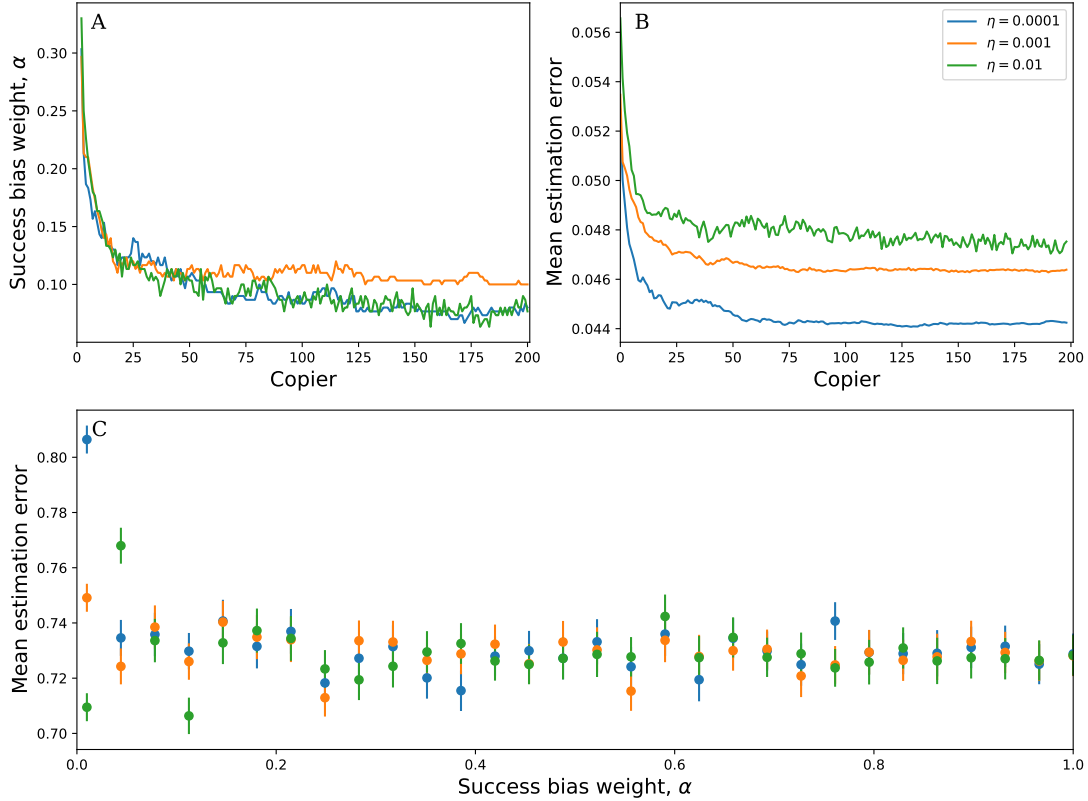 A
Success bias weight, α
0.30
0.25
0.20
0.15
0.10
0 25 50 75 100 125 150 175 200
Copier
B
Mean estimation error
η = 0.0001
η = 0.001
η = 0.01
0.056
0.054
0.052
0.050
0.048
0.046
0.044
0 25 50 75 100 125 150 175 200
Copier
C
Mean estimation error
0.80
0.78
0.76
0.74
0.72
0.70
0.0 0.2 0.4 0.6 0.8 1.0
Success bias weight, α